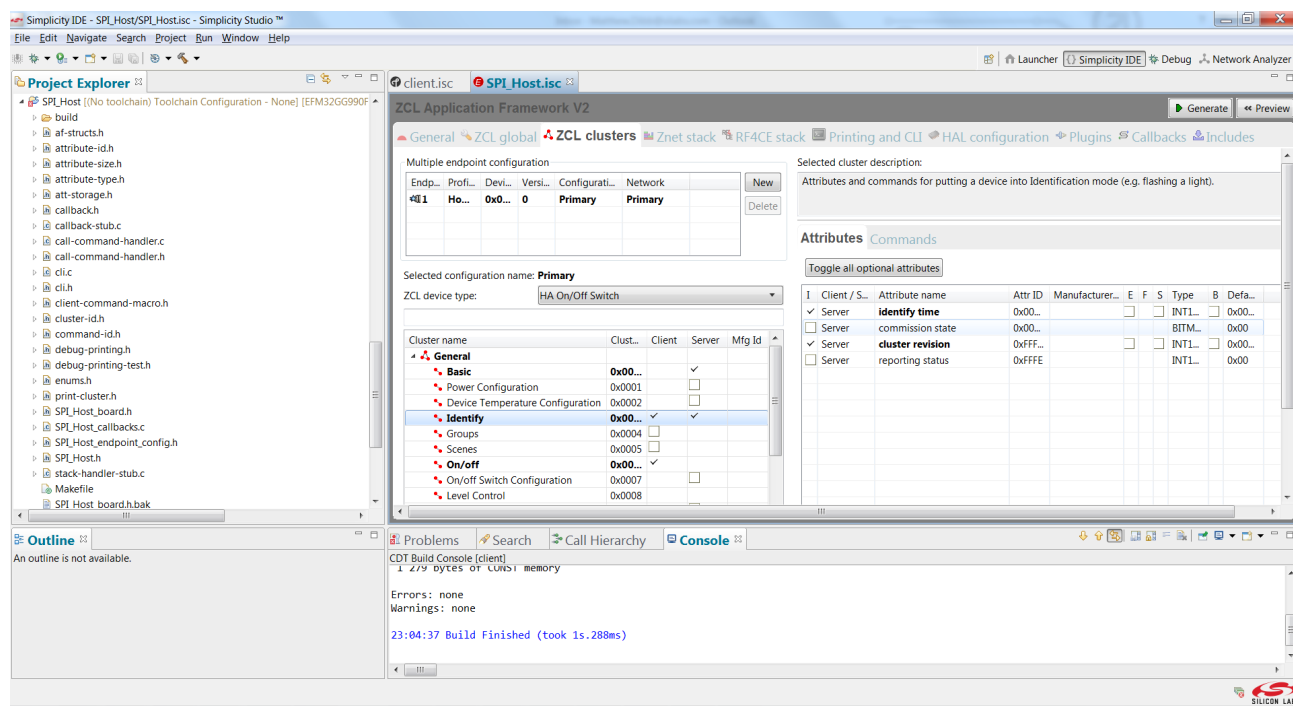 Simplicity IDE - SPI_Host/SPI_Host.isc - Simplicity Studio ™
File Edit Navigate Search Project Run Window Help
Launcher Simplicity IDE Debug Network Analyzer
Project Explorer
client.isc SPI_Host.isc
SPI_Host [(No toolchain) Toolchain Configuration - None] [EFM32GG990F
build
af-structs.h
attribute-id.h
attribute-size.h
attribute-type.h
att-storage.h
callback.h
callback-stub.c
call-command-handler.c
call-command-handler.h
cli.c
cli.h
client-command-macro.h
cluster-id.h
command-id.h
debug-printing.h
debug-printing-test.h
enums.h
print-cluster.h
SPI_Host_board.h
SPI_Host_callbacks.c
SPI_Host_endpoint_config.h
SPI_Host.h
stack-handler-stub.c
Makefile
SPI_Host_board.h.bak
ZCL Application Framework V2
Generate Preview
General ZCL global ZCL clusters Znet stack RF4CE stack Printing and CLI HAL configuration Plugins Callbacks Includes
Multiple endpoint configuration
Endp... Profi... Devi... Versi... Configurati... Network
1 Ho... 0x0... 0 Primary Primary
New
Delete
Selected configuration name: Primary
ZCL device type: HA On/Off Switch
Cluster name Clust... Client Server Mfg Id
General
Basic 0x00...
Power Configuration 0x0001
Device Temperature Configuration 0x0002
Identify 0x00...
Groups 0x0004
Scenes 0x0005
On/off 0x00...
On/off Switch Configuration 0x0007
Level Control 0x0008
Selected cluster description:
Attributes and commands for putting a device into Identification mode (e.g. flashing a light).
Attributes Commands
Toggle all optional attributes
I Client / S... Attribute name Attr ID Manufacturer... E F S Type B Defa...
Server identify time 0x00... INT1... 0x00...
Server commission state 0x00... BITM... 0x00
Server cluster revision 0xFFF... INT1... 0x00...
Server reporting status 0xFFFE INT1... 0x00
Outline
An outline is not available.
Problems Search Call Hierarchy Console
CDT Build Console [client]
1 279 bytes of CONST memory
Errors: none
Warnings: none
23:04:37 Build Finished (took 1s.288ms)
SILICON LA